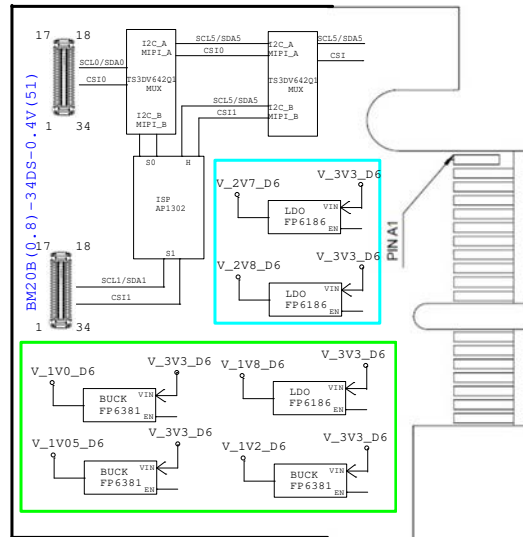 17 18
SCL0/SDA0
CSI0
1 34
I2C_A
MIPI_A
TS3DV642Q1
MUX
I2C_B
MIPI_B
SCL5/SDA5
CSI0
I2C_A
MIPI_A
TS3DV642Q1
MUX
I2C_B
MIPI_B
SCL5/SDA5
CSI
SCL5/SDA5
CSI1
S0 H
ISP
AP1302
S1
BM20B(0.8)-34DS-0.4V(51)
17 18
SCL1/SDA1
CSI1
1 34
V_2V7_D6
V_3V3_D6
VIN
LDO
FP6186
EN
V_2V8_D6
V_3V3_D6
VIN
LDO
FP6186
EN
PIN A1
V_1V0_D6
V_3V3_D6
VIN
BUCK
FP6381
EN
V_1V8_D6
V_3V3_D6
VIN
LDO
FP6186
EN
V_1V05_D6
V_3V3_D6
VIN
BUCK
FP6381
EN
V_1V2_D6
V_3V3_D6
VIN
BUCK
FP6381
EN